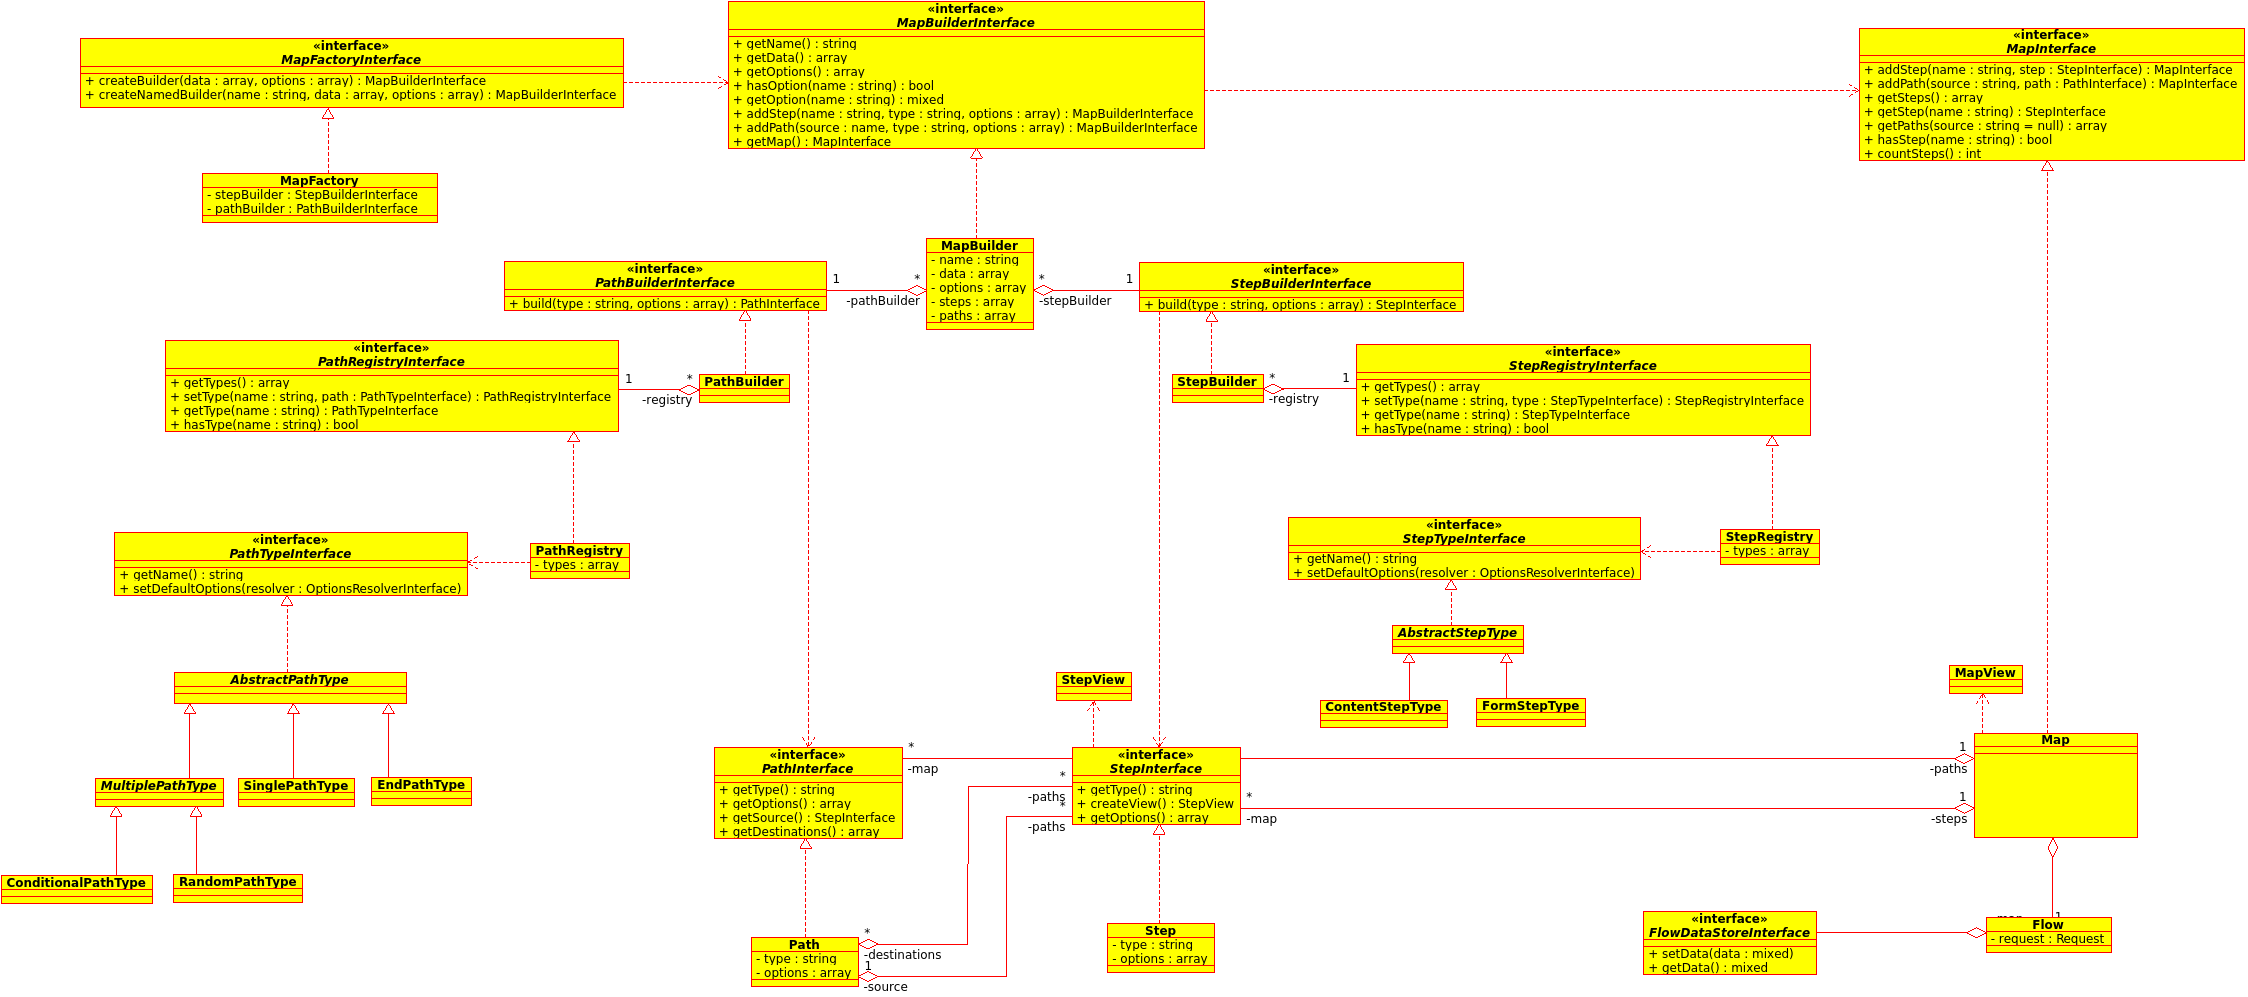 «interface»
MapBuilderInterface
+ getName() : string
+ getData() : array
+ getOptions() : array
+ hasOption(name : string) : bool
+ getOption(name : string) : mixed
+ addStep(name : string, type : string, options : array) : MapBuilderInterface
+ addPath(source : name, type : string, options : array) : MapBuilderInterface
+ getMap() : MapInterface
«interface»
MapFactoryInterface
+ createBuilder(data : array, options : array) : MapBuilderInterface
+ createNamedBuilder(name : string, data : array, options : array) : MapBuilderInterface
«interface»
MapInterface
+ addStep(name : string, step : StepInterface) : MapInterface
+ addPath(source : string, path : PathInterface) : MapInterface
+ getSteps() : array
+ getStep(name : string) : StepInterface
+ getPaths(source : string = null) : array
+ hasStep(name : string) : bool
+ countSteps() : int
MapFactory
- stepBuilder : StepBuilderInterface
- pathBuilder : PathBuilderInterface
MapBuilder
- name : string
- data : array
- options : array
- steps : array
- paths : array
«interface»
PathBuilderInterface
+ build(type : string, options : array) : PathInterface
1
*
-pathBuilder
*
1
-stepBuilder
«interface»
StepBuilderInterface
+ build(type : string, options : array) : StepInterface
«interface»
PathRegistryInterface
+ getTypes() : array
+ setType(name : string, path : PathTypeInterface) : PathRegistryInterface
+ getType(name : string) : PathTypeInterface
+ hasType(name : string) : bool
1
*
-registry
PathBuilder
StepBuilder
*
1
-registry
«interface»
StepRegistryInterface
+ getTypes() : array
+ setType(name : string, type : StepTypeInterface) : StepRegistryInterface
+ getType(name : string) : StepTypeInterface
+ hasType(name : string) : bool
«interface»
PathTypeInterface
+ getName() : string
+ setDefaultOptions(resolver : OptionsResolverInterface)
PathRegistry
- types : array
«interface»
StepTypeInterface
+ getName() : string
+ setDefaultOptions(resolver : OptionsResolverInterface)
StepRegistry
- types : array
AbstractStepType
ContentStepType
FormStepType
AbstractPathType
StepView
MapView
MultiplePathType
SinglePathType
EndPathType
ConditionalPathType
RandomPathType
«interface»
PathInterface
+ getType() : string
+ getOptions() : array
+ getSource() : StepInterface
+ getDestinations() : array
*
-map
*
-paths
*
-paths
«interface»
StepInterface
+ getType() : string
+ createView() : StepView
+ getOptions() : array
*
-map
1
-paths
1
-steps
Map
Path
- type : string
- options : array
*
-destinations
1
-source
Step
- type : string
- options : array
«interface»
FlowDataStoreInterface
+ setData(data : mixed)
+ getData() : mixed
-map
1
Flow
- request : Request